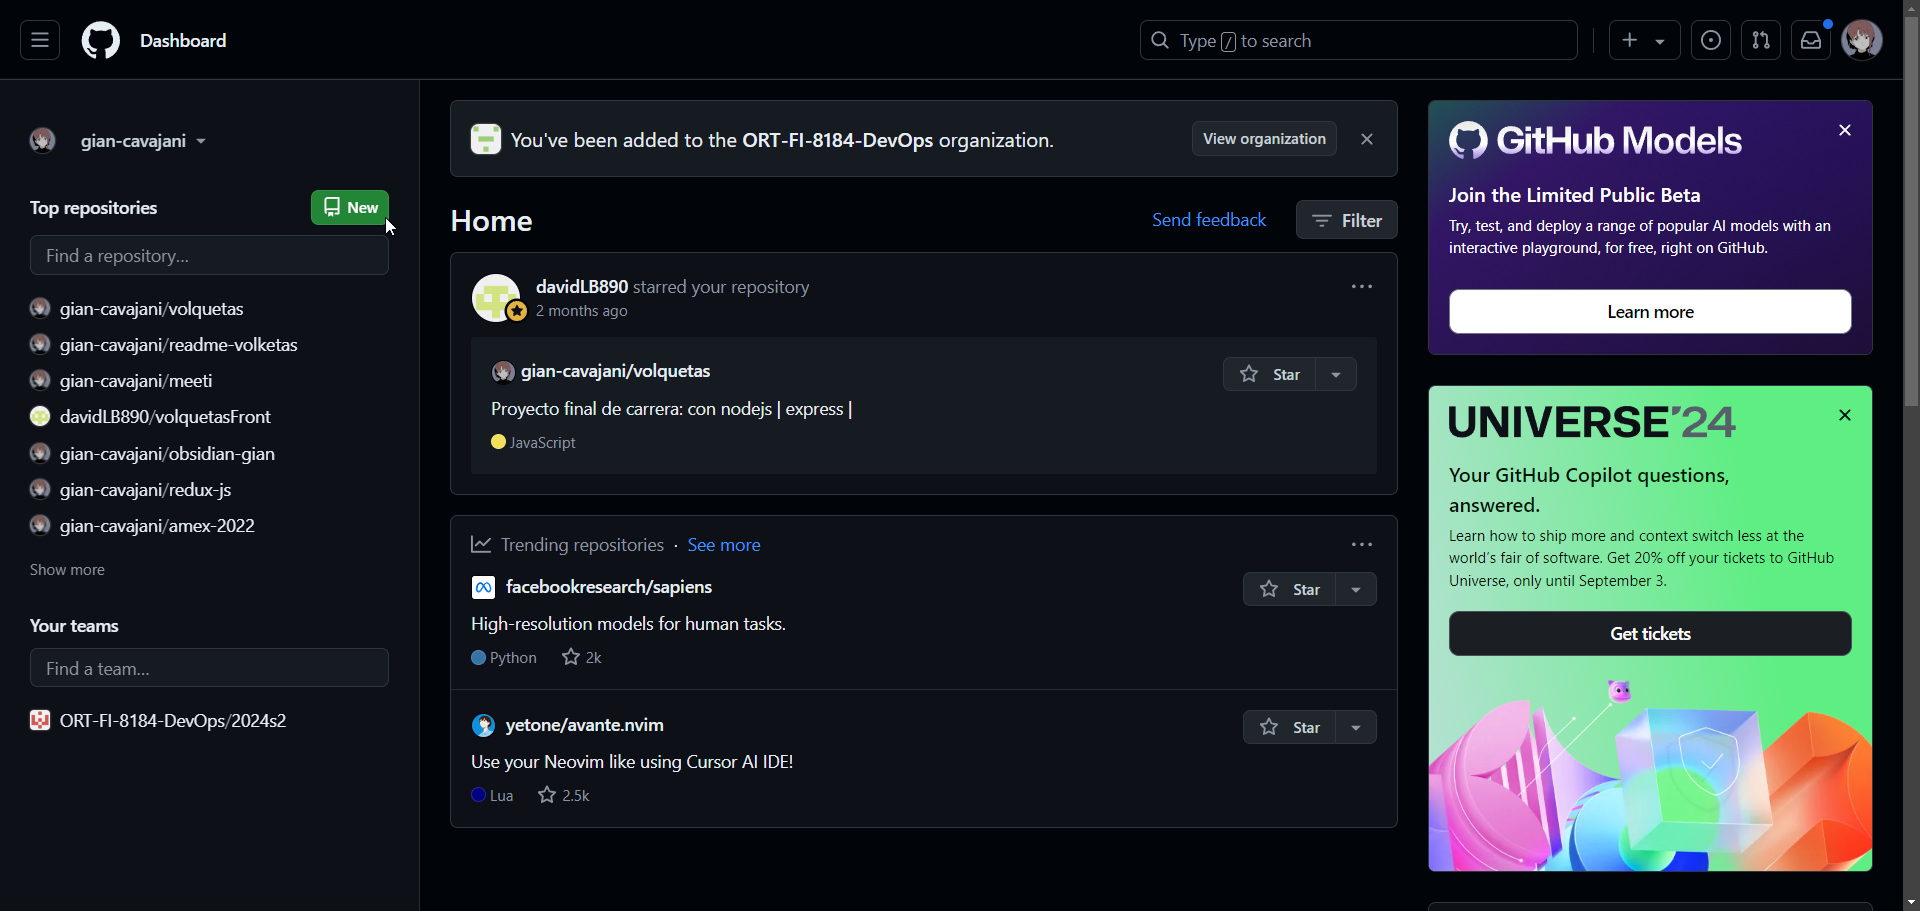 Dashboard
Type / to search
gian-cavajani
Top repositories
New
Find a repository...
gian-cavajani/volquetas
gian-cavajani/readme-volketas
gian-cavajani/meeti
davidLB890/volquetasFront
gian-cavajani/obsidian-gian
gian-cavajani/redux-js
gian-cavajani/amex-2022
Show more
Your teams
Find a team...
ORT-FI-8184-DevOps/2024s2
You've been added to the ORT-FI-8184-DevOps organization.
View organization
Home
Send feedback
Filter
davidLB890 starred your repository
2 months ago
gian-cavajani/volquetas
Star
Proyecto final de carrera: con nodejs | express |
JavaScript
Trending repositories · See more
facebookresearch/sapiens
Star
High-resolution models for human tasks.
Python 2k
yetone/avante.nvim
Star
Use your Neovim like using Cursor AI IDE!
Lua 2.5k
GitHub Models
Join the Limited Public Beta
Try, test, and deploy a range of popular AI models with an
interactive playground, for free, right on GitHub.
Learn more
UNIVERSE'24
Your GitHub Copilot questions,
answered.
Learn how to ship more and context switch less at the
world's fair of software. Get 20% off your tickets to GitHub
Universe, only until September 3.
Get tickets